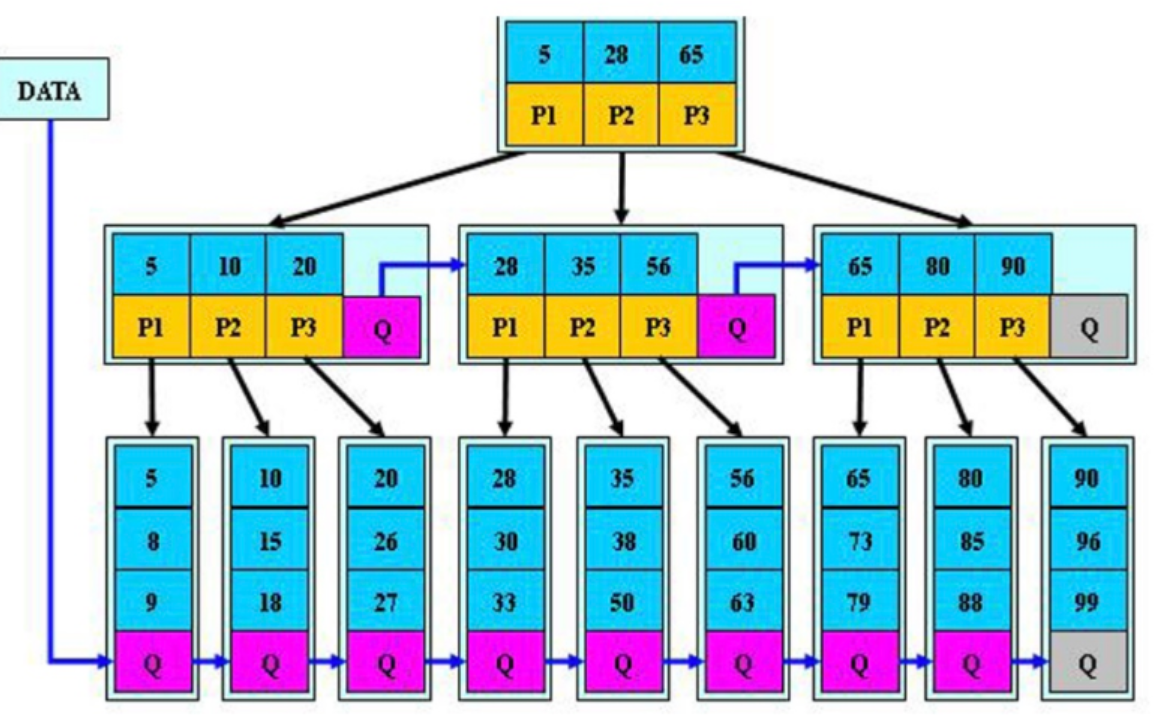 5 28 65
DATA
P1 P2 P3
5 10 20
28 35 56
65 80 90
P1 P2 P3 Q
P1 P2 P3 Q
P1 P2 P3 Q
5 10 20 28 35 56 65 80 90
8 15 26 30 38 60 73 85 96
9 18 27 33 50 63 79 88 99
Q Q Q Q Q Q Q Q Q